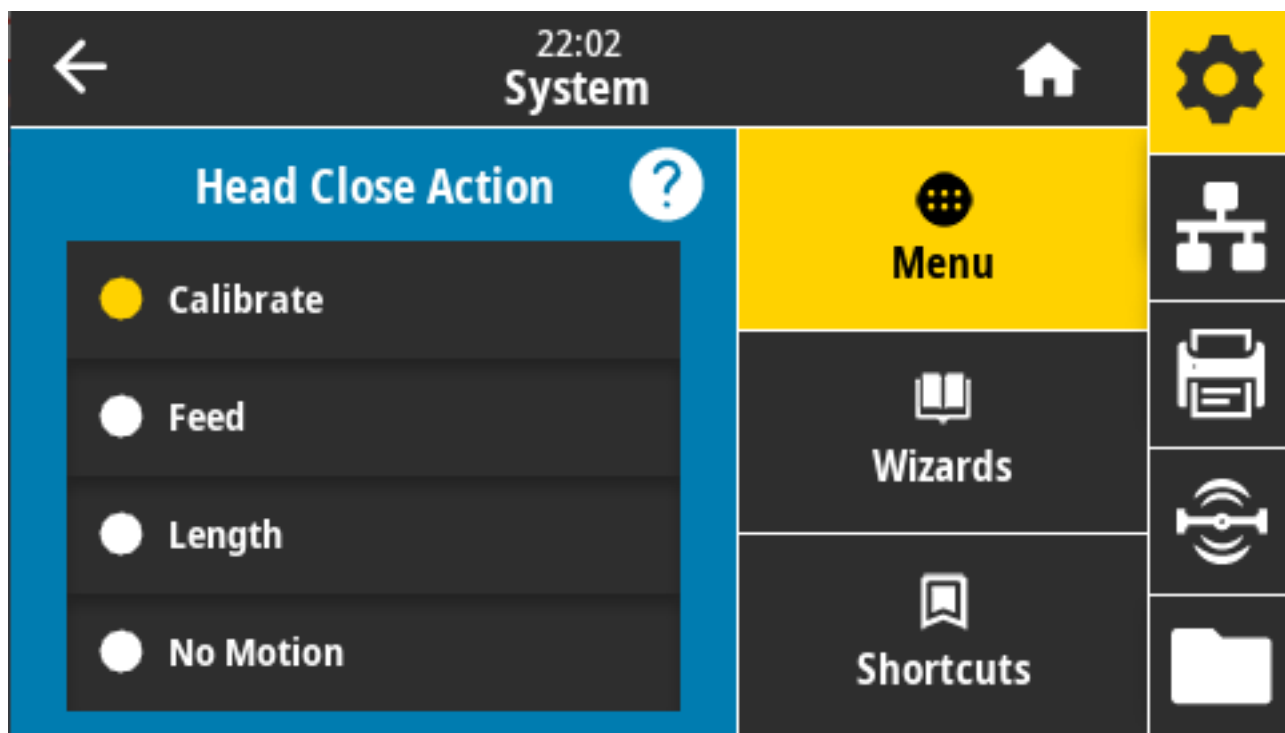 22:02
System
Head Close Action
?
Calibrate
Feed
Length
No Motion
Menu
Wizards
Shortcuts